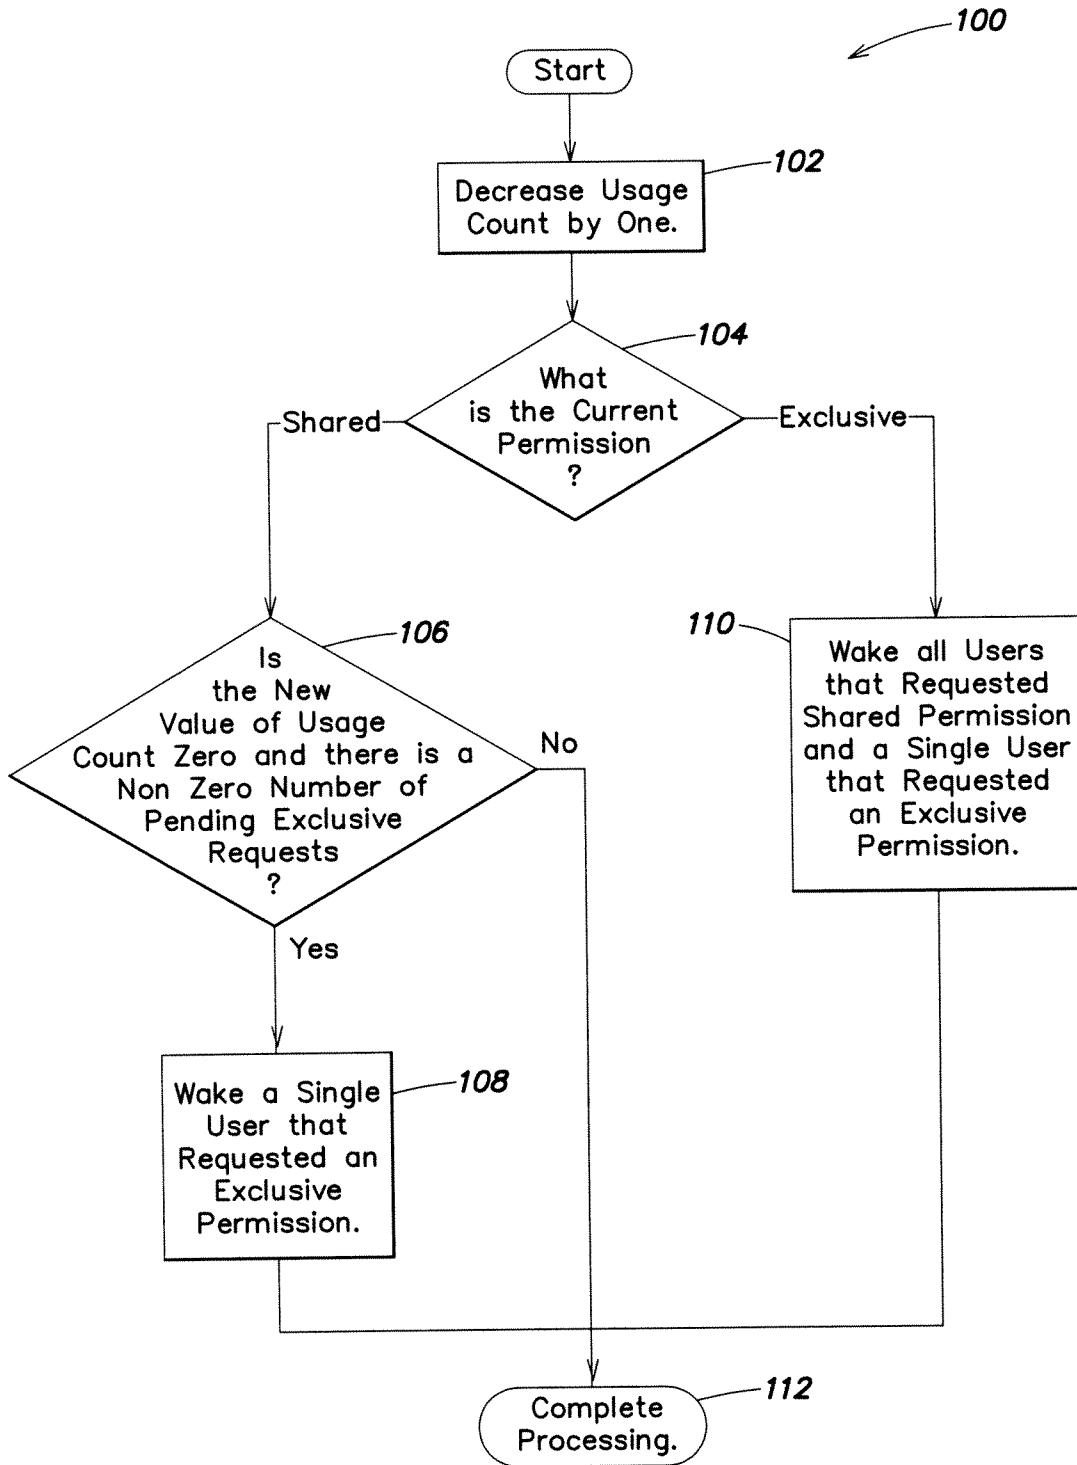 100
Start
102
Decrease Usage
Count by One.
104
What
is the Current
Permission
?
Shared
Exclusive
106
Is
the New
Value of Usage
Count Zero and there is a
Non Zero Number of
Pending Exclusive
Requests
?
No
Yes
110
Wake all Users
that Requested
Shared Permission
and a Single User
that Requested
an Exclusive
Permission.
108
Wake a Single
User that
Requested an
Exclusive
Permission.
112
Complete
Processing.